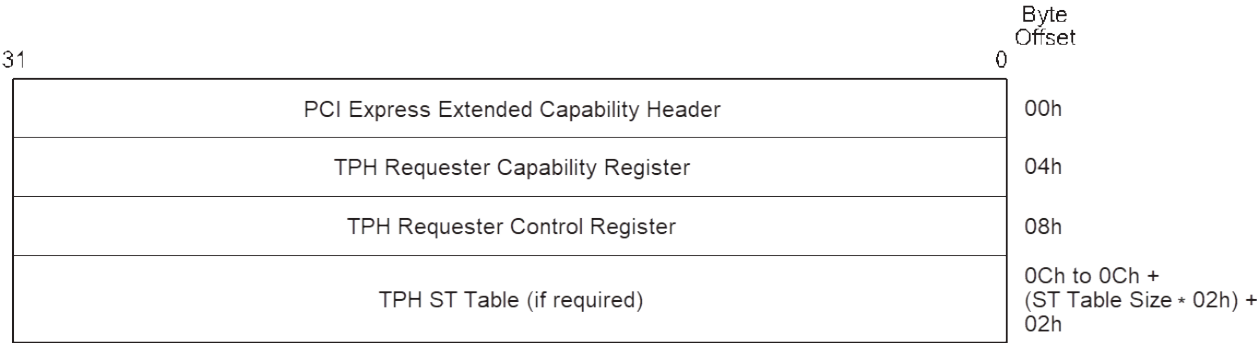 Byte
Offset
31 0
PCI Express Extended Capability Header 00h
TPH Requester Capability Register 04h
TPH Requester Control Register 08h
TPH ST Table (if required) 0Ch to 0Ch +
(ST Table Size * 02h) +
02h